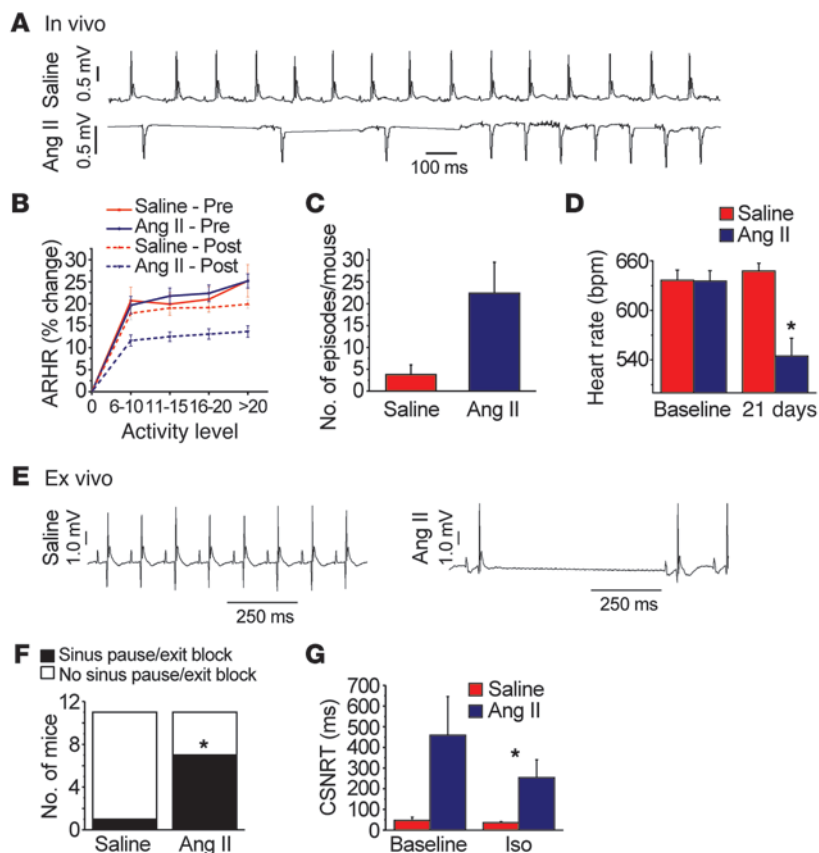 A In vivo
Saline
0.5 mV
Ang II
0.5 mV
100 ms
B
Saline - Pre
Ang II - Pre
Saline - Post
Ang II - Post
ARHR (% change)
30
25
20
15
10
5
0
0 6-10 11-15 16-20 >20
Activity level
C
No. of episodes/mouse
30
25
20
15
10
5
0
Saline Ang II
D
Saline
Ang II
Heart rate (bpm)
660
600
540
*
Baseline 21 days
E Ex vivo
Saline
1.0 mV
250 ms
Ang II
1.0 mV
250 ms
F
Sinus pause/exit block
No sinus pause/exit block
No. of mice
12
8
4
0
*
Saline Ang II
G
Saline
Ang II
CSNRT (ms)
700
600
500
400
300
200
100
0
*
Baseline Iso